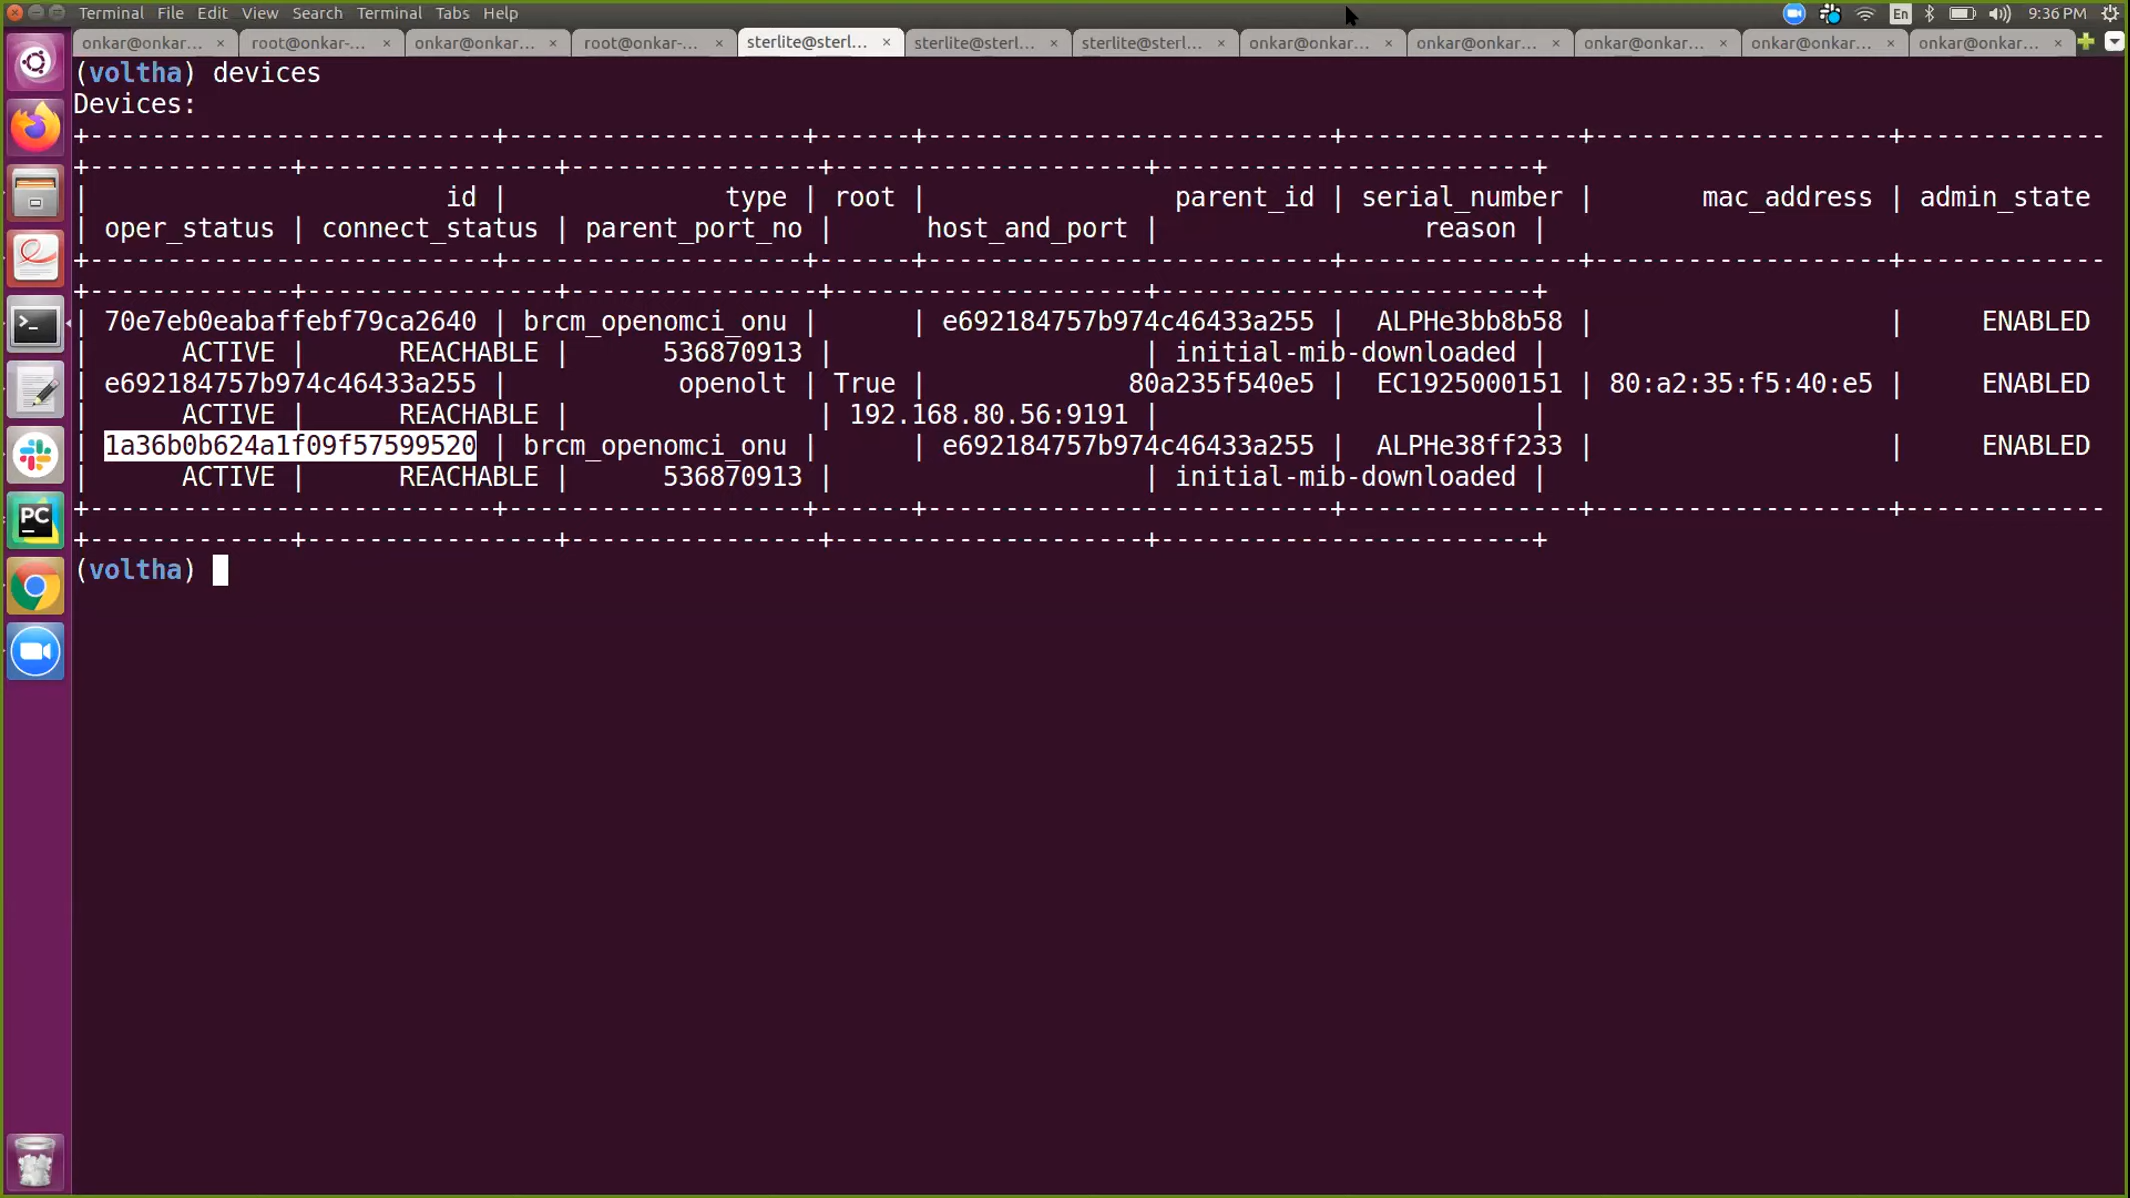 Terminal File Edit View Search Terminal Tabs Help En 9:36 PM
onkar@onkar... × root@onkar-... × onkar@onkar... × root@onkar-... × sterlite@sterl... × sterlite@sterl... × sterlite@sterl... × onkar@onkar... × onkar@onkar... × onkar@onkar... × onkar@onkar... × onkar@onkar... ×
(voltha) devices
Devices:
+--------------------------+-------------------+------+--------------------------+---------------+-------------------+-------------
+-------------+----------------+----------------+--------------------+------------------------+
|                       id |              type | root |                parent_id | serial_number |       mac_address | admin_state
| oper_status | connect_status | parent_port_no |      host_and_port |                 reason |
+--------------------------+-------------------+------+--------------------------+---------------+-------------------+-------------
+-------------+----------------+----------------+--------------------+------------------------+
| 70e7eb0eabaffebf79ca2640 | brcm_openomci_onu |      | e692184757b974c46433a255 |  ALPHe3bb8b58 |                   |     ENABLED
|      ACTIVE |      REACHABLE |      536870913 |                    | initial-mib-downloaded |
| e692184757b974c46433a255 |           openolt | True |             80a235f540e5 |  EC1925000151 | 80:a2:35:f5:40:e5 |     ENABLED
|      ACTIVE |      REACHABLE |                | 192.168.80.56:9191 |                        |
| 1a36b0b624a1f09f57599520 | brcm_openomci_onu |      | e692184757b974c46433a255 |  ALPHe38ff233 |                   |     ENABLED
|      ACTIVE |      REACHABLE |      536870913 |                    | initial-mib-downloaded |
+--------------------------+-------------------+------+--------------------------+---------------+-------------------+-------------
+-------------+----------------+----------------+--------------------+------------------------+
(voltha)
>_
PC